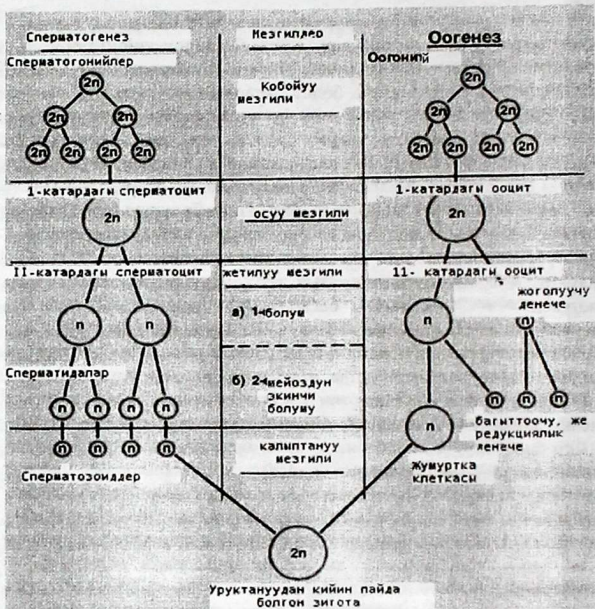 Сперматогенез
Мезгиллер
Оогенез
Сперматогонийлер
Кобойуу
мезгили
Оогоний
2n
2n 2n
2n 2n 2n 2n
2n
2n 2n
2n 2n 2n 2n
1-катардагы сперматоцит
осуу мезгили
1-катардагы ооцит
2n
2n
II-катардагы сперматоцит
жетилуу мезгили
11- катардагы ооцит
жоголуучу
денече
n n
а) 1-болум
n
n
Сперматидалар
б) 2-мейоздун
экинчи
болуму
n n n n
n n n
багыттоочу, же
редукциялык
денече
n n n n
калыптануу
мезгили
n
Сперматозоиддер
Жумуртка
клеткасы
2n
Уруктануудан кийин пайда
болгон зигота